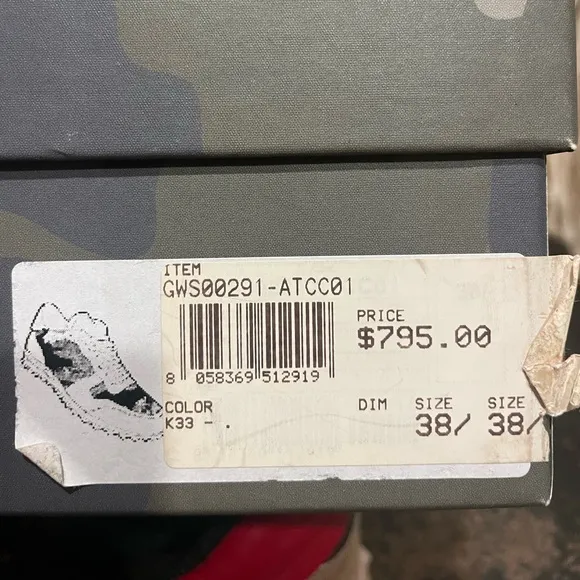 ITEM
GWS00291-ATCC01
PRICE
$795.00
8 058369 512919
COLOR DIM SIZE SIZE
K33 - . 38/ 38/